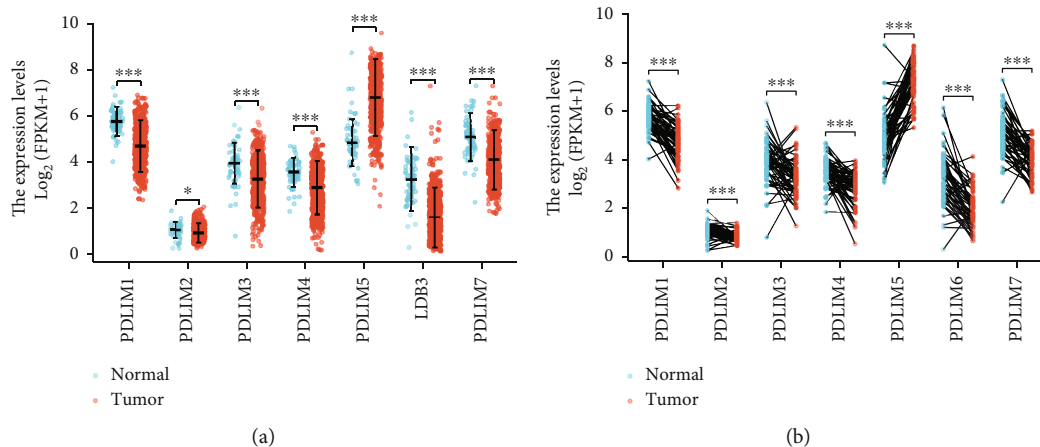 The expression levels
Log2 (FPKM+1)
10
8
6
4
2
0
***
*
***
***
***
***
***
PDLIM1
PDLIM2
PDLIM3
PDLIM4
PDLIM5
LDB3
PDLIM7
Normal
Tumor
(a)
The expression levels
log2 (FPKM+1)
10
8
6
4
2
0
***
***
***
***
***
***
***
PDLIM1
PDLIM2
PDLIM3
PDLIM4
PDLIM5
PDLIM6
PDLIM7
Normal
Tumor
(b)